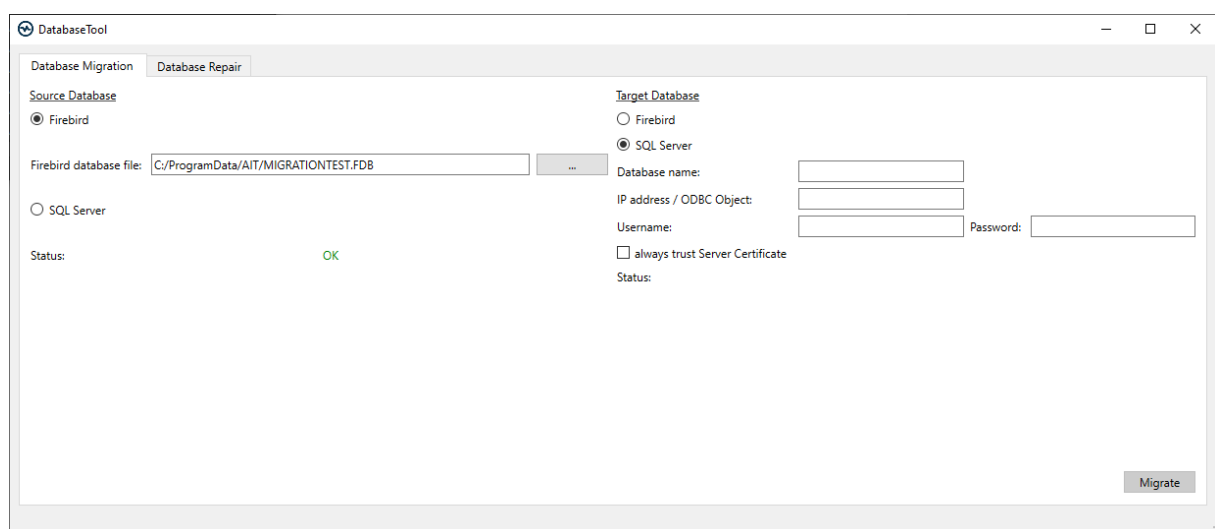 DatabaseTool
Database Migration Database Repair
Source Database
Firebird
Firebird database file: C:/ProgramData/AIT/MIGRATIONTEST.FDB ...
SQL Server
Status: OK
Target Database
Firebird
SQL Server
Database name:
IP address / ODBC Object:
Username: Password:
always trust Server Certificate
Status:
Migrate